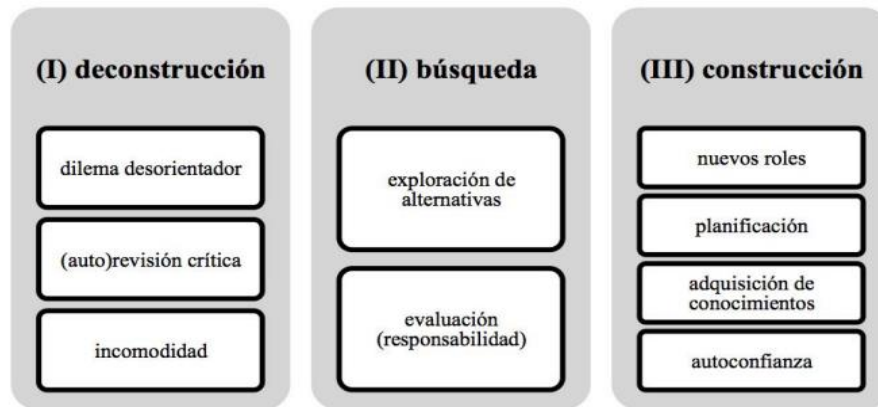 (I) deconstrucción
dilema desorientador
(auto)revisión crítica
incomodidad
(II) búsqueda
exploración de
alternativas
evaluación
(responsabilidad)
(III) construcción
nuevos roles
planificación
adquisición de
conocimientos
autoconfianza